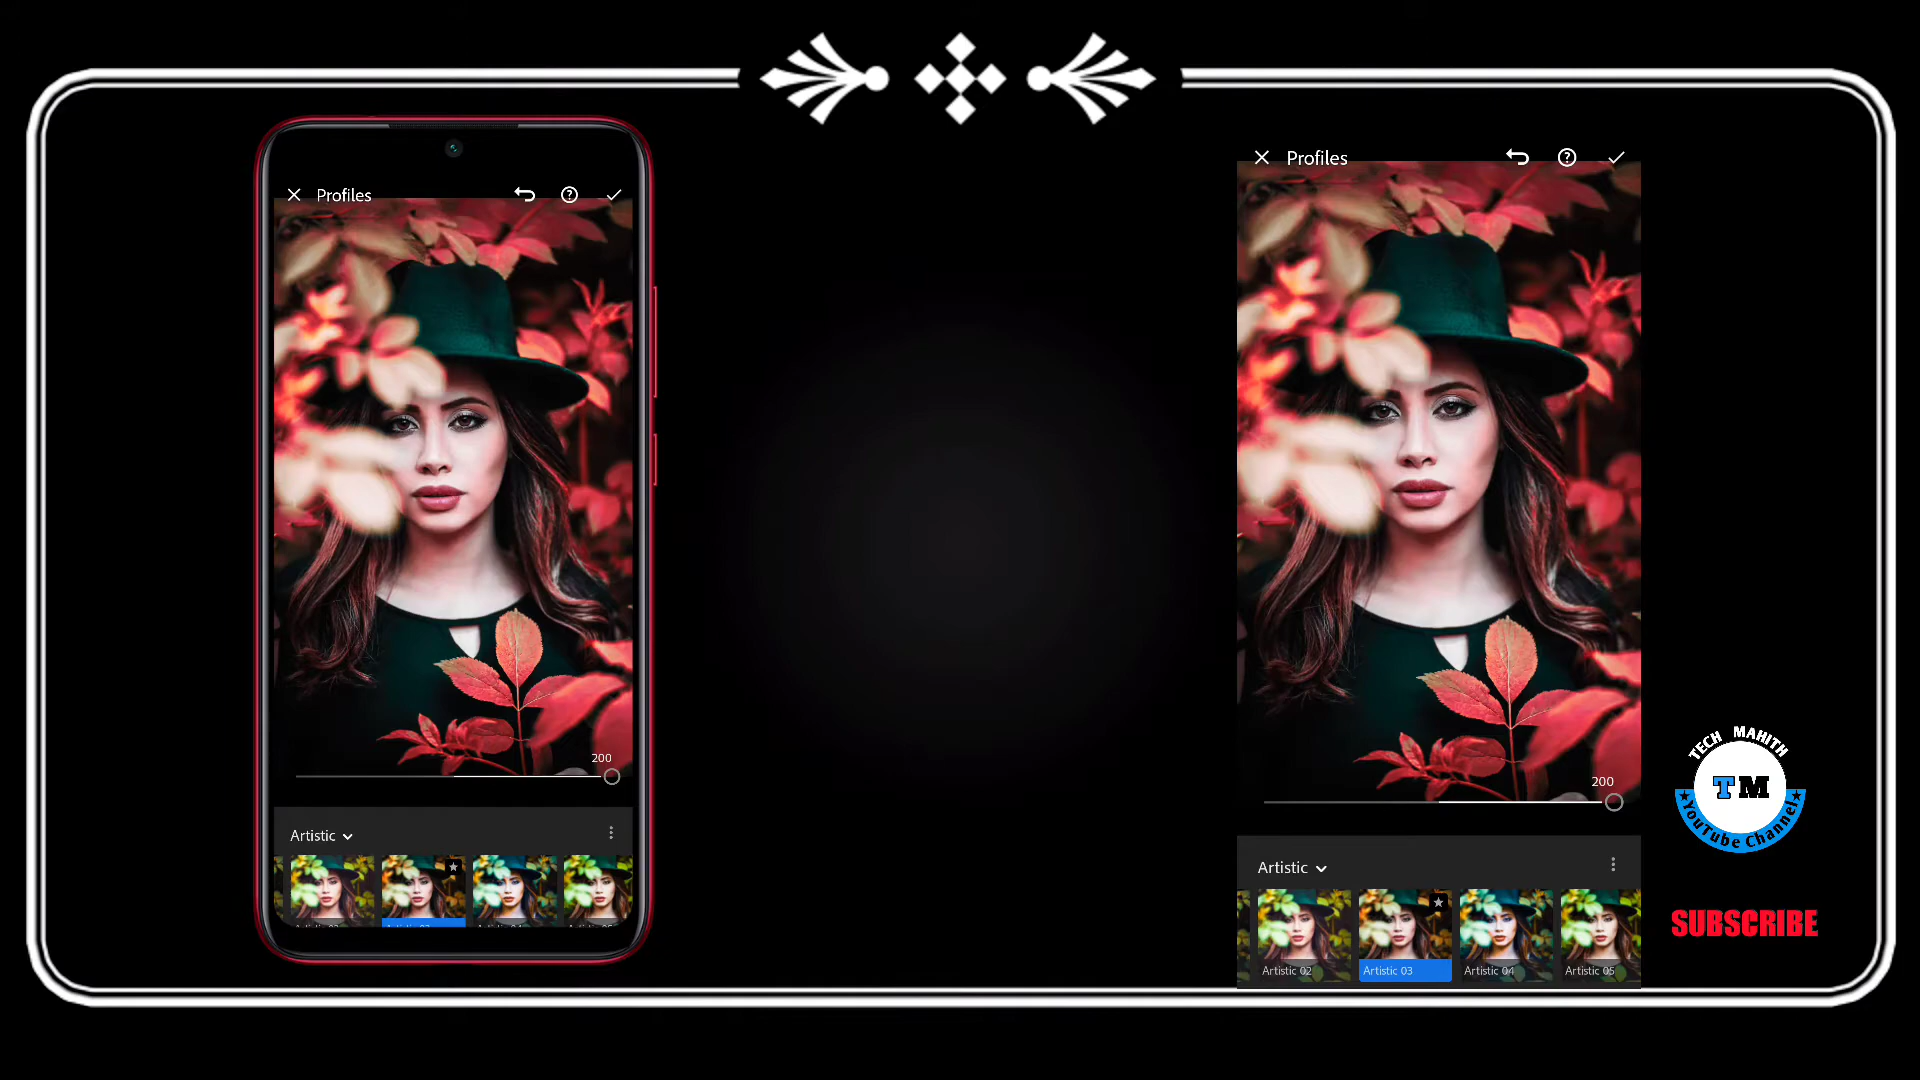 Profiles
200
Artistic
Profiles
200
Artistic
Artistic 02
Artistic 03
Artistic 04
Artistic 05
TECH MAHITH
TM
YouTube Channel
SUBSCRIBE